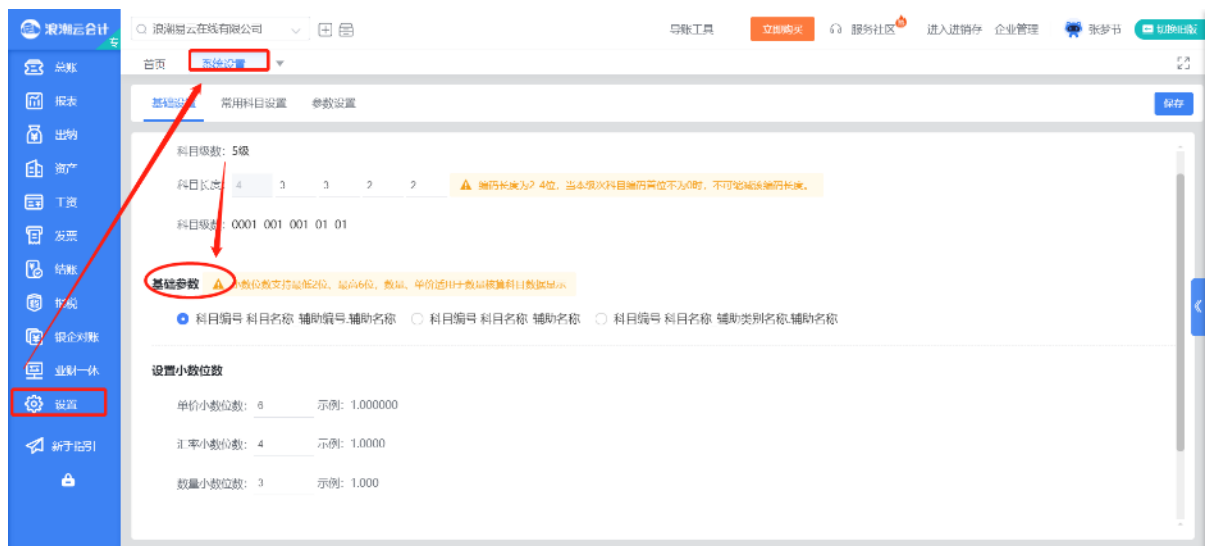 浪潮云会计
专
浪潮易云在线有限公司
导账工具
立即购买
服务社区
进入进销存
企业管理
张梦节
切换旧版
总账
报表
出纳
资产
工资
发票
结账
报税
银企对账
业财一体
设置
新手指引
首页
系统设置
基础设置
常用科目设置
参数设置
保存
科目级数: 5级
科目长度: 4 3 3 2 2
编码长度为2-4位，当本级次科目编码首位不为0时，不可缩减该编码长度。
科目级数: 0001 001 001 01 01
基础参数
小数位数支持最低2位、最高6位，数量、单价适用于数量核算科目数据显示
科目编号 科目名称 辅助编号.辅助名称
科目编号 科目名称 辅助名称
科目编号 科目名称 辅助类别名称.辅助名称
设置小数位数
单价小数位数: 6 示例: 1.000000
汇率小数位数: 4 示例: 1.0000
数量小数位数: 3 示例: 1.000